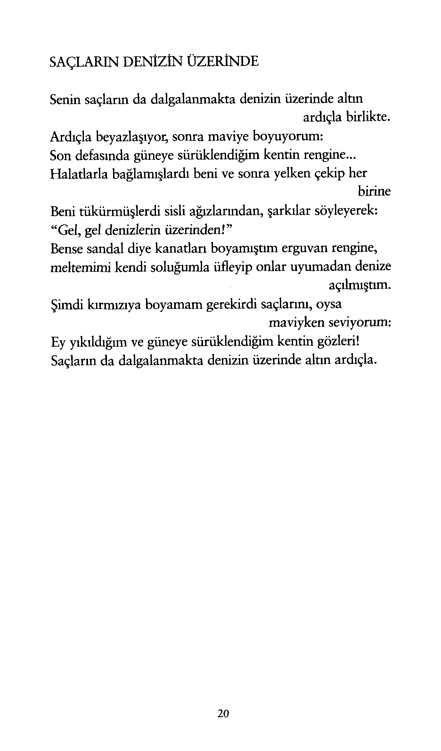 SAÇLARIN DENİZİN ÜZERİNDE
Senin saçların da dalgalanmakta denizin üzerinde altın
ardıçla birlikte.
Ardıçla beyazlaşıyor, sonra maviye boyuyorum:
Son defasında güneye sürüklendiğim kentin rengine...
Halatlarla bağlamışlardı beni ve sonra yelken çekip her
birine
Beni tükürmüşlerdi sisli ağızlarından, şarkılar söyleyerek:
“Gel, gel denizlerin üzerinden!”
Bense sandal diye kanatları boyamıştım erguvan rengine,
meltemimi kendi soluğumla üfleyip onlar uyumadan denize
açılmıştım.
Şimdi kırmızıya boyamam gerekirdi saçlarını, oysa
maviyken seviyorum:
Ey yıkıldığım ve güneye sürüklendiğim kentin gözleri!
Saçların da dalgalanmakta denizin üzerinde altın ardıçla.
20